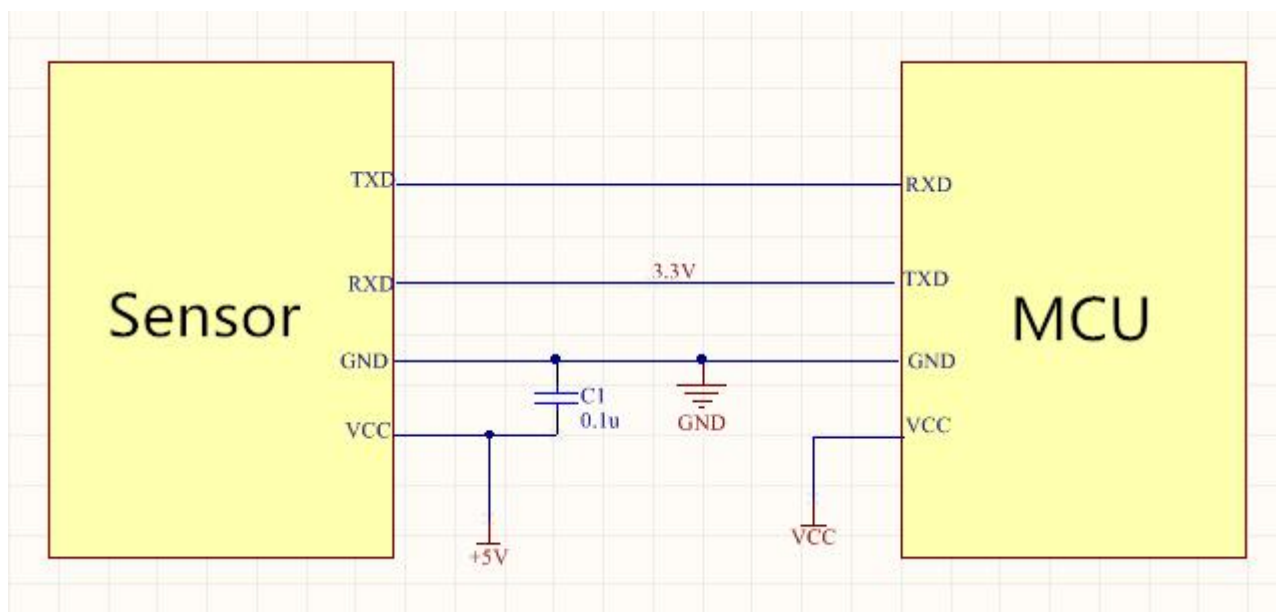 TXD
RXD
3.3V
RXD
TXD
Sensor
MCU
GND
GND
C1
0.1u
GND
VCC
VCC
+5V
VCC